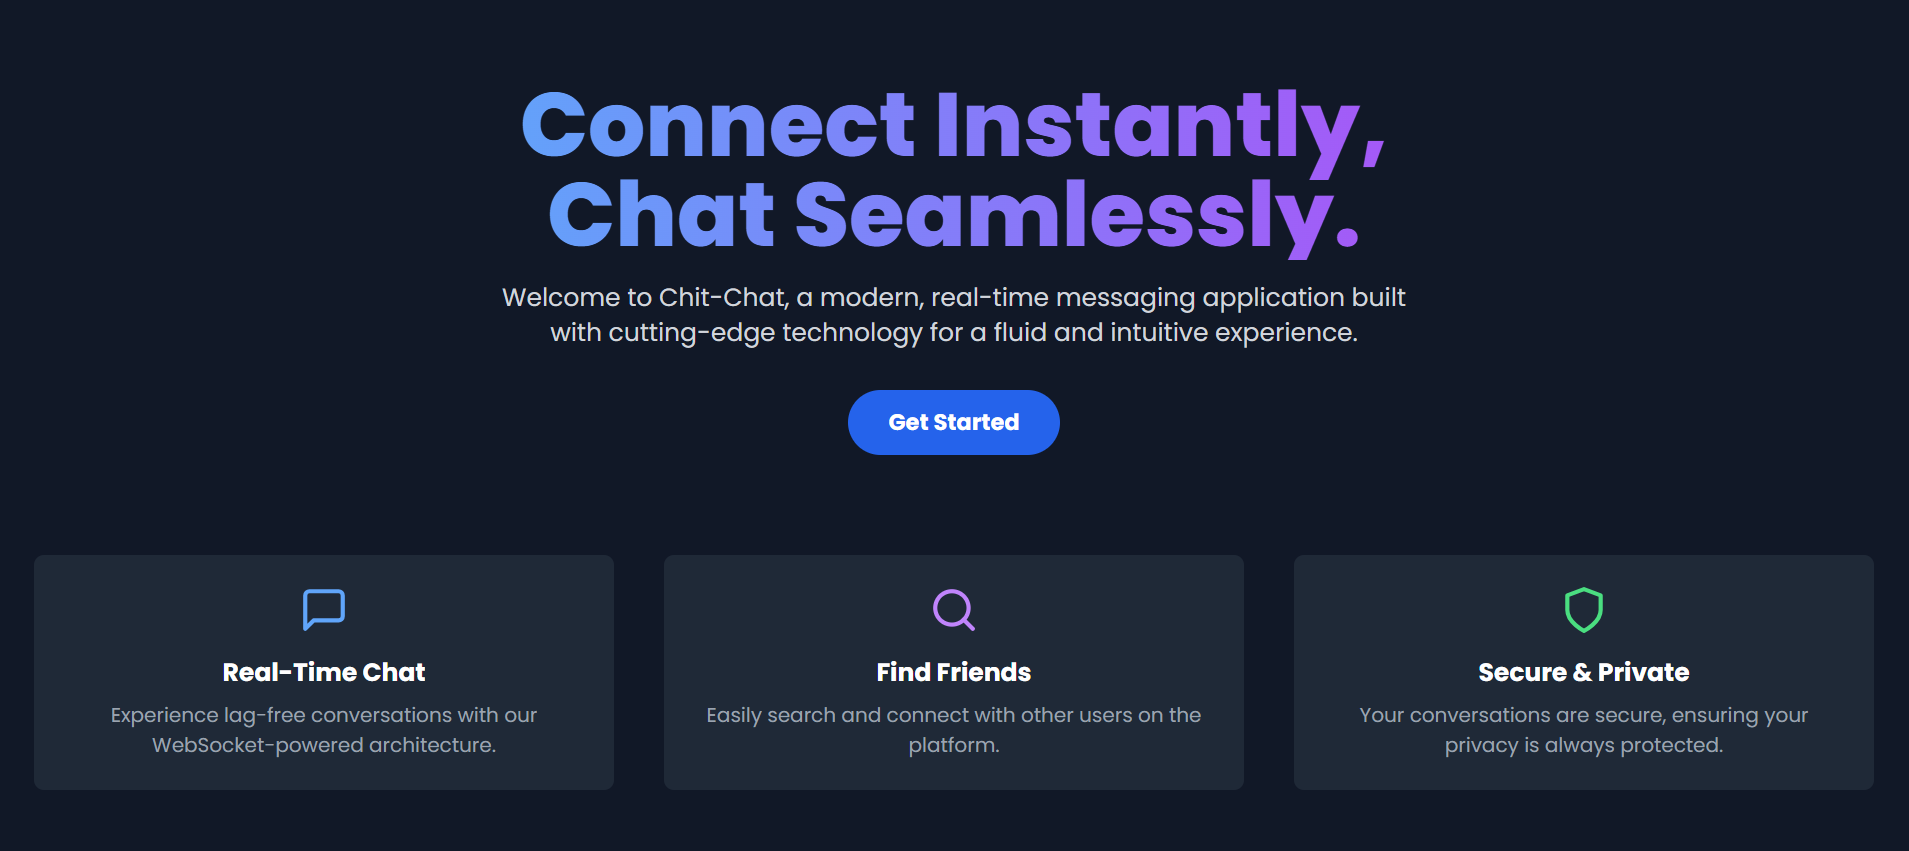 Connect Instantly,
Chat Seamlessly.
Welcome to Chit-Chat, a modern, real-time messaging application built
with cutting-edge technology for a fluid and intuitive experience.
Get Started
Real-Time Chat
Experience lag-free conversations with our
WebSocket-powered architecture.
Find Friends
Easily search and connect with other users on the
platform.
Secure & Private
Your conversations are secure, ensuring your
privacy is always protected.